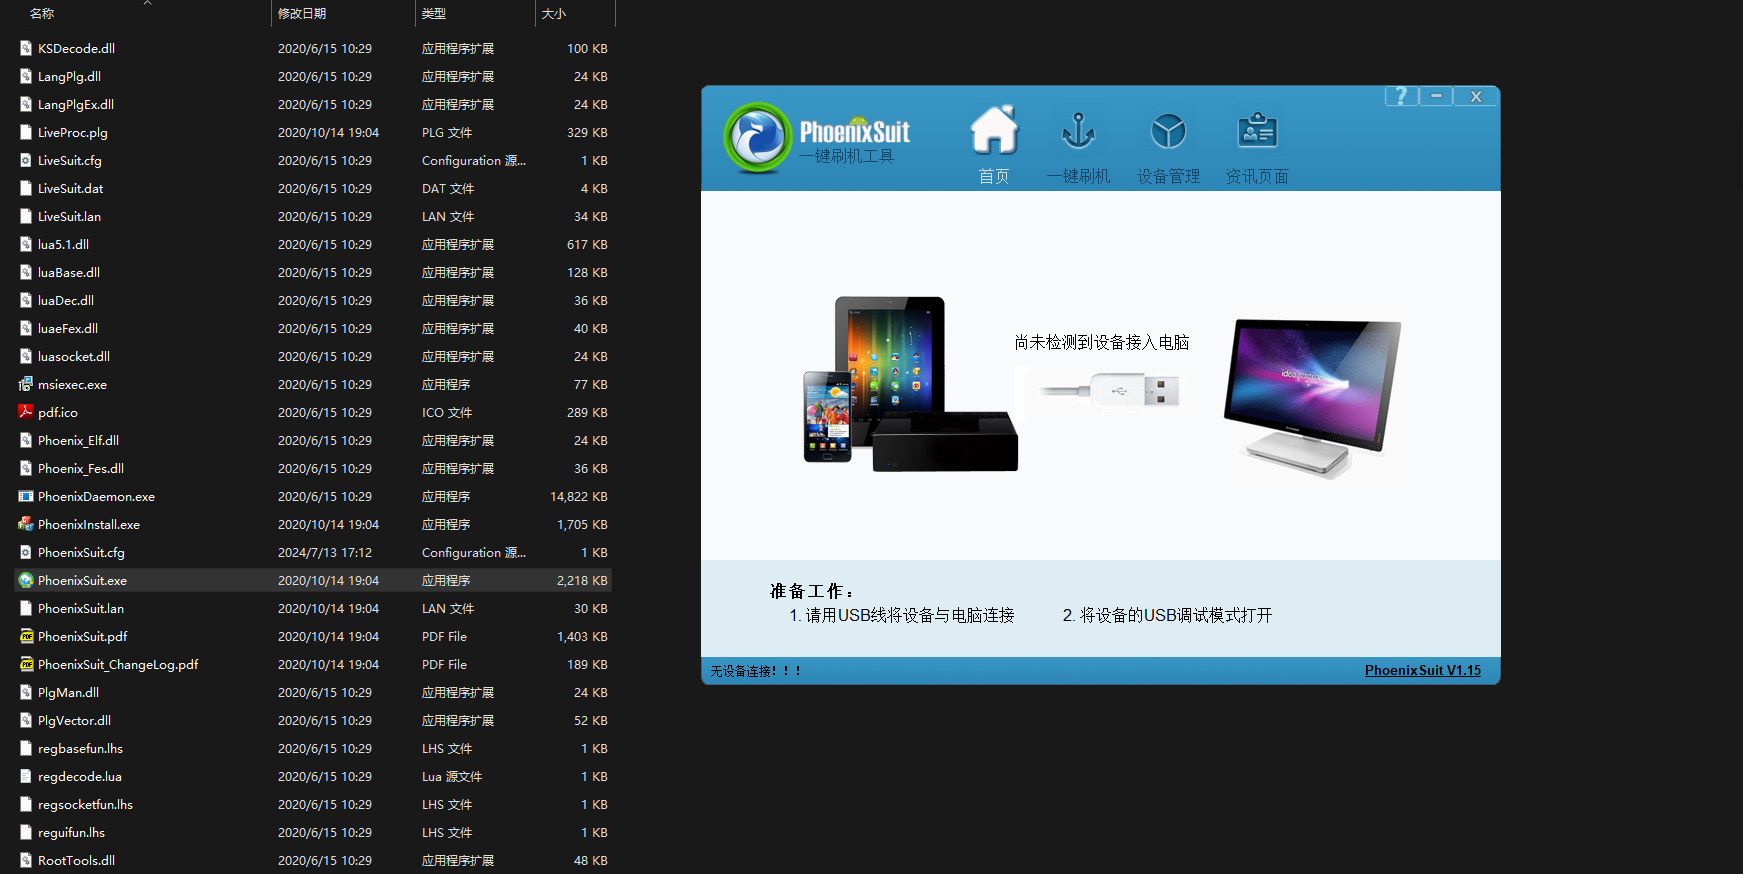 名称 修改日期 类型 大小
KSDecode.dll 2020/6/15 10:29 应用程序扩展 100 KB
LangPlg.dll 2020/6/15 10:29 应用程序扩展 24 KB
LangPlgEx.dll 2020/6/15 10:29 应用程序扩展 24 KB
LiveProc.plg 2020/10/14 19:04 PLG 文件 329 KB
LiveSuit.cfg 2020/6/15 10:29 Configuration 源... 1 KB
LiveSuit.dat 2020/6/15 10:29 DAT 文件 4 KB
LiveSuit.lan 2020/6/15 10:29 LAN 文件 34 KB
lua5.1.dll 2020/6/15 10:29 应用程序扩展 617 KB
luaBase.dll 2020/6/15 10:29 应用程序扩展 128 KB
luaDec.dll 2020/6/15 10:29 应用程序扩展 36 KB
luaeFex.dll 2020/6/15 10:29 应用程序扩展 40 KB
luasocket.dll 2020/6/15 10:29 应用程序扩展 24 KB
msiexec.exe 2020/6/15 10:29 应用程序 77 KB
pdf.ico 2020/6/15 10:29 ICO 文件 289 KB
Phoenix_Elf.dll 2020/6/15 10:29 应用程序扩展 24 KB
Phoenix_Fes.dll 2020/6/15 10:29 应用程序扩展 36 KB
PhoenixDaemon.exe 2020/6/15 10:29 应用程序 14,822 KB
PhoenixInstall.exe 2020/10/14 19:04 应用程序 1,705 KB
PhoenixSuit.cfg 2024/7/13 17:12 Configuration 源... 1 KB
PhoenixSuit.exe 2020/10/14 19:04 应用程序 2,218 KB
PhoenixSuit.lan 2020/10/14 19:04 LAN 文件 30 KB
PhoenixSuit.pdf 2020/10/14 19:04 PDF File 1,403 KB
PhoenixSuit_ChangeLog.pdf 2020/10/14 19:04 PDF File 189 KB
PlgMan.dll 2020/6/15 10:29 应用程序扩展 24 KB
PlgVector.dll 2020/6/15 10:29 应用程序扩展 52 KB
regbasefun.lhs 2020/6/15 10:29 LHS 文件 1 KB
regdecode.lua 2020/6/15 10:29 Lua 源文件 1 KB
regsocketfun.lhs 2020/6/15 10:29 LHS 文件 1 KB
reguifun.lhs 2020/6/15 10:29 LHS 文件 1 KB
RootTools.dll 2020/6/15 10:29 应用程序扩展 48 KB
? － X
PhoenixSuit
一键刷机工具
首页 一键刷机 设备管理 资讯页面
尚未检测到设备接入电脑
准备工作：
1. 请用USB线将设备与电脑连接 2. 将设备的USB调试模式打开
无设备连接！！！ PhoenixSuit V1.15